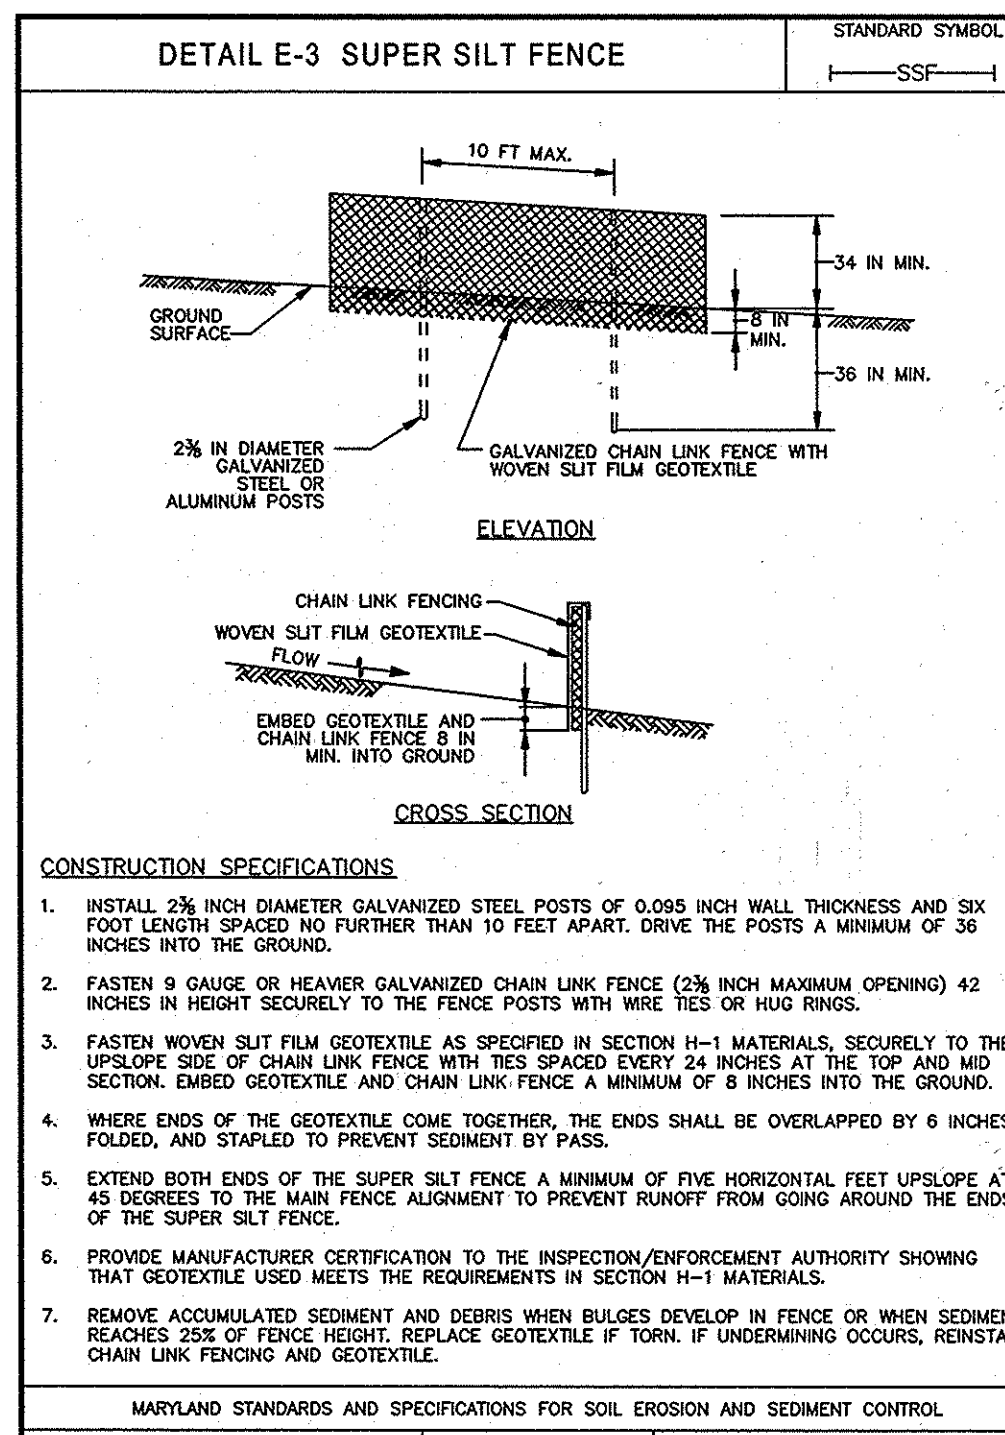 DETAIL E-3 SUPER SILT FENCE
STANDARD SYMBOL
SSF
10 FT MAX.
34 IN MIN.
GROUND
SURFACE
8 IN
MIN.
36 IN MIN.
2⅜ IN DIAMETER
GALVANIZED
STEEL OR
ALUMINUM POSTS
GALVANIZED CHAIN LINK FENCE WITH
WOVEN SLIT FILM GEOTEXTILE
ELEVATION
CHAIN LINK FENCING
WOVEN SLIT FILM GEOTEXTILE
FLOW
EMBED GEOTEXTILE AND
CHAIN LINK FENCE 8 IN
MIN. INTO GROUND
CROSS SECTION
CONSTRUCTION SPECIFICATIONS
1. INSTALL 2⅜ INCH DIAMETER GALVANIZED STEEL POSTS OF 0.095 INCH WALL THICKNESS AND SIX
FOOT LENGTH SPACED NO FURTHER THAN 10 FEET APART. DRIVE THE POSTS A MINIMUM OF 36
INCHES INTO THE GROUND.
2. FASTEN 9 GAUGE OR HEAVIER GALVANIZED CHAIN LINK FENCE (2⅜ INCH MAXIMUM OPENING) 42
INCHES IN HEIGHT SECURELY TO THE FENCE POSTS WITH WIRE TIES OR HUG RINGS.
3. FASTEN WOVEN SLIT FILM GEOTEXTILE AS SPECIFIED IN SECTION H-1 MATERIALS, SECURELY TO THE
UPSLOPE SIDE OF CHAIN LINK FENCE WITH TIES SPACED EVERY 24 INCHES AT THE TOP AND MID
SECTION. EMBED GEOTEXTILE AND CHAIN LINK FENCE A MINIMUM OF 8 INCHES INTO THE GROUND.
4. WHERE ENDS OF THE GEOTEXTILE COME TOGETHER, THE ENDS SHALL BE OVERLAPPED BY 6 INCHES
FOLDED, AND STAPLED TO PREVENT SEDIMENT BY PASS.
5. EXTEND BOTH ENDS OF THE SUPER SILT FENCE A MINIMUM OF FIVE HORIZONTAL FEET UPSLOPE AT
45 DEGREES TO THE MAIN FENCE ALIGNMENT TO PREVENT RUNOFF FROM GOING AROUND THE ENDS
OF THE SUPER SILT FENCE.
6. PROVIDE MANUFACTURER CERTIFICATION TO THE INSPECTION/ENFORCEMENT AUTHORITY SHOWING
THAT GEOTEXTILE USED MEETS THE REQUIREMENTS IN SECTION H-1 MATERIALS.
7. REMOVE ACCUMULATED SEDIMENT AND DEBRIS WHEN BULGES DEVELOP IN FENCE OR WHEN SEDIMEN
REACHES 25% OF FENCE HEIGHT. REPLACE GEOTEXTILE IF TORN. IF UNDERMINING OCCURS, REINSTA
CHAIN LINK FENCING AND GEOTEXTILE.
MARYLAND STANDARDS AND SPECIFICATIONS FOR SOIL EROSION AND SEDIMENT CONTROL